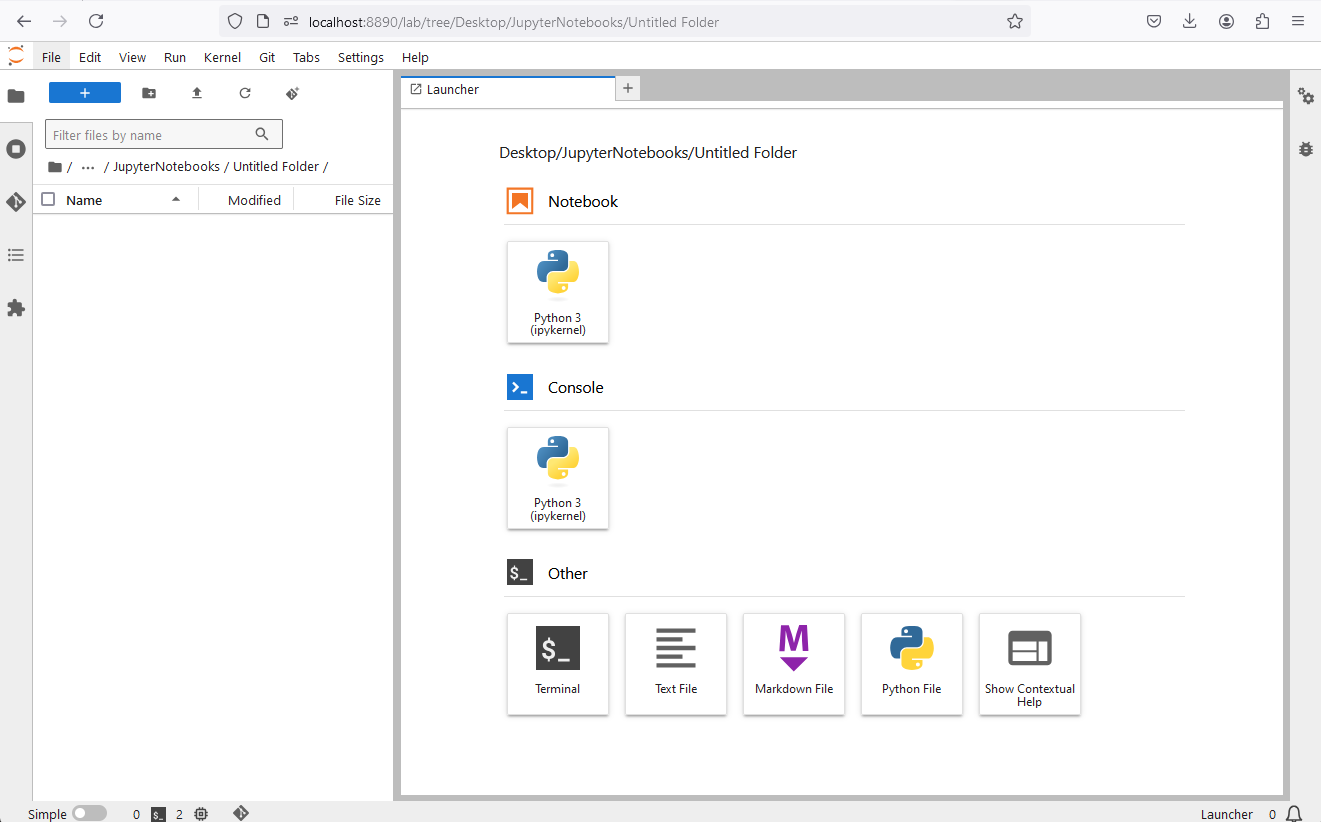 localhost:8890/lab/tree/Desktop/JupyterNotebooks/Untitled Folder
File Edit View Run Kernel Git Tabs Settings Help
+
Launcher +
Filter files by name
/ ··· / JupyterNotebooks / Untitled Folder /
Name Modified File Size
Desktop/JupyterNotebooks/Untitled Folder
Notebook
Python 3
(ipykernel)
Console
Python 3
(ipykernel)
$_ Other
$_ M
Terminal Text File Markdown File Python File Show Contextual
Help
Simple 0 $_ 2 Launcher 0